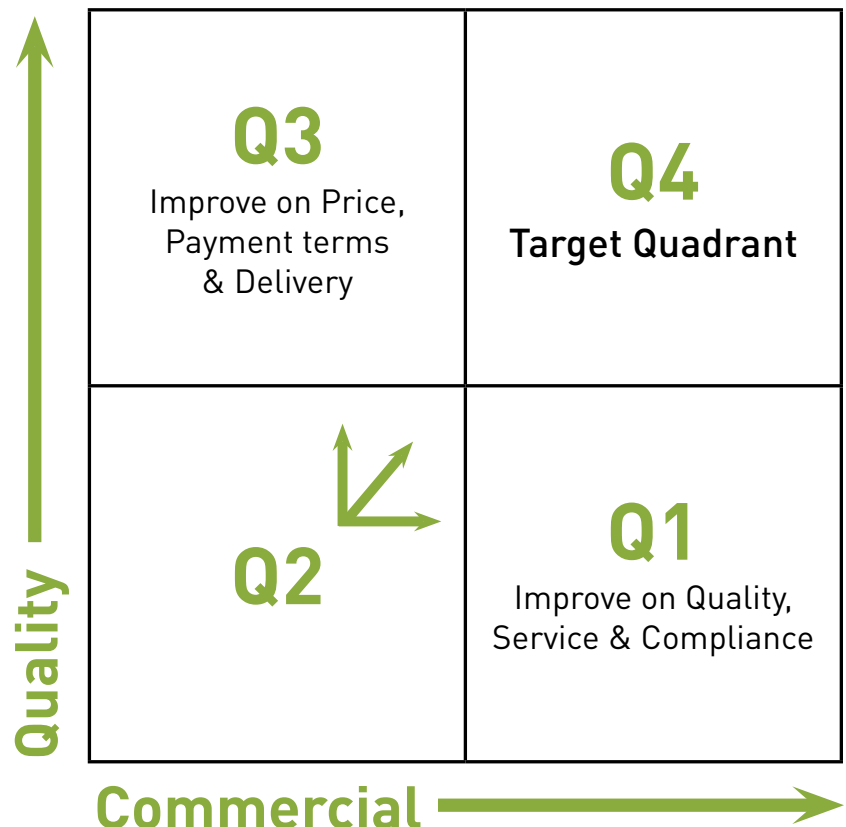 Q3
Improve on Price,
Payment terms
& Delivery
Q4
Target Quadrant
Q2
Q1
Improve on Quality,
Service & Compliance
Quality
Commercial